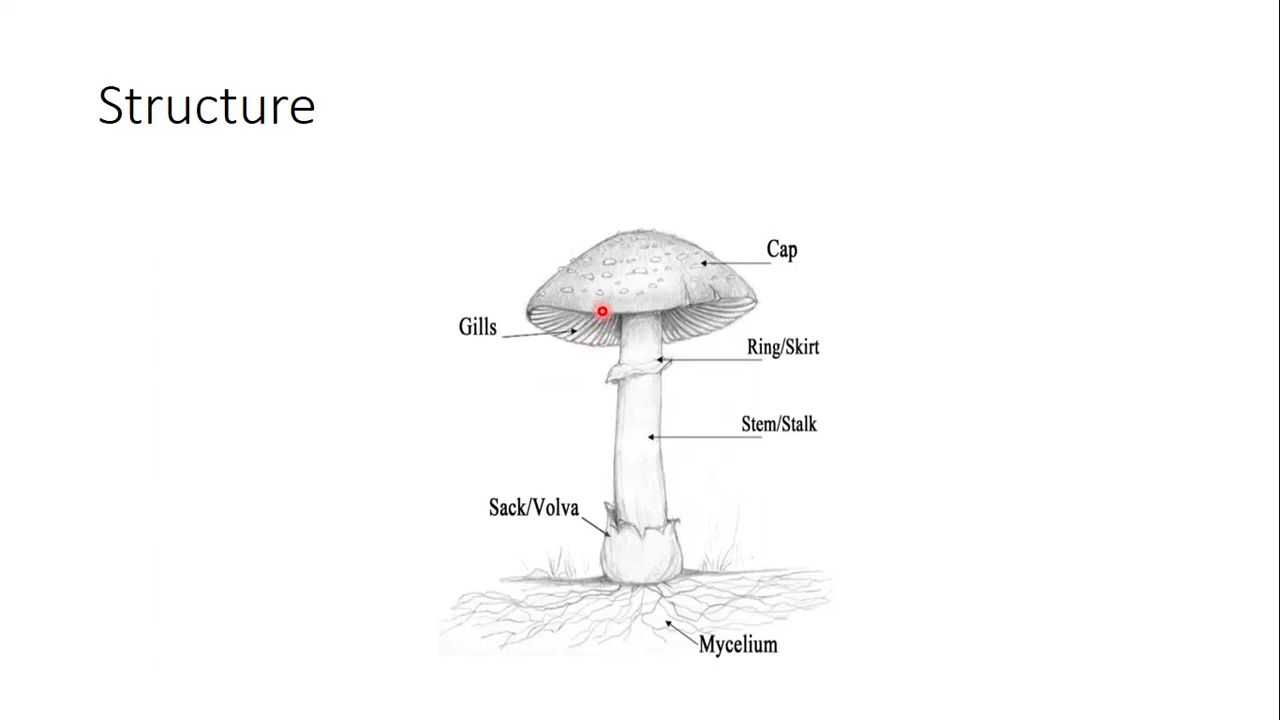 Structure
Cap
Gills
Ring/Skirt
Stem/Stalk
Sack/Volva
Mycelium